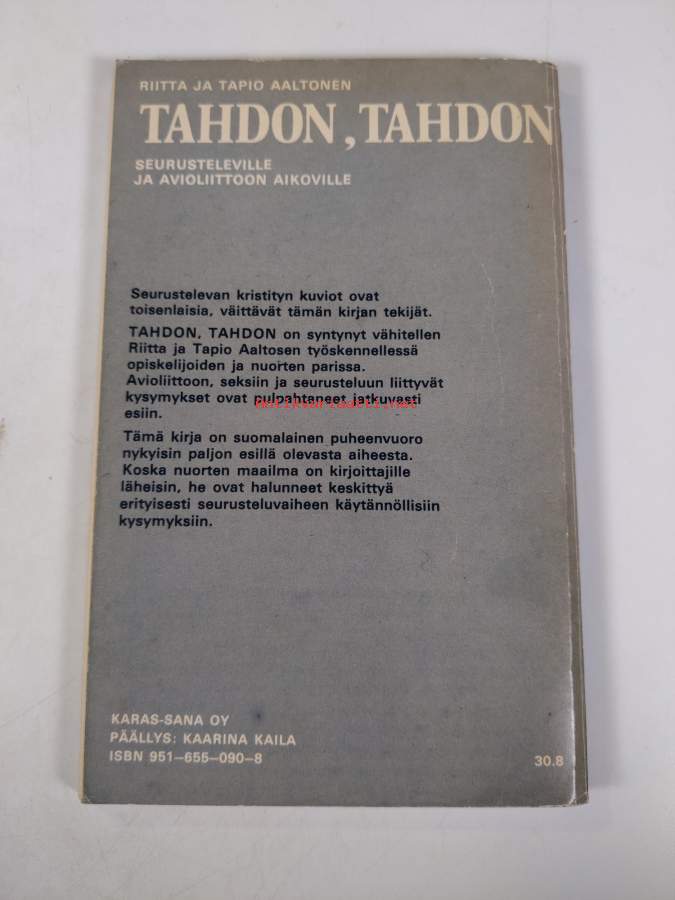 RIITTA JA TAPIO AALTONEN
TAHDON, TAHDON
SEURUSTELEVILLE
JA AVIOLIITTOON AIKOVILLE
Seurustelevan kristityn kuviot ovat
toisenlaisia, väittävät tämän kirjan tekijät.
TAHDON, TAHDON on syntynyt vähitellen
Riitta ja Tapio Aaltosen työskennellessä
opiskelijoiden ja nuorten parissa.
Avioliittoon, seksiin ja seurusteluun liittyvät
kysymykset ovat pulpahtaneet jatkuvasti
antikvariaatti.net
esiin.
Tämä kirja on suomalainen puheenvuoro
nykyisin paljon esillä olevasta aiheesta.
Koska nuorten maailma on kirjoittajille
läheisin, he ovat halunneet keskittyä
erityisesti seurusteluvaiheen käytännöllisiin
kysymyksiin.
KARAS-SANA OY
PÄÄLLYS: KAARINA KAILA
ISBN 951-655-090-8
30.8